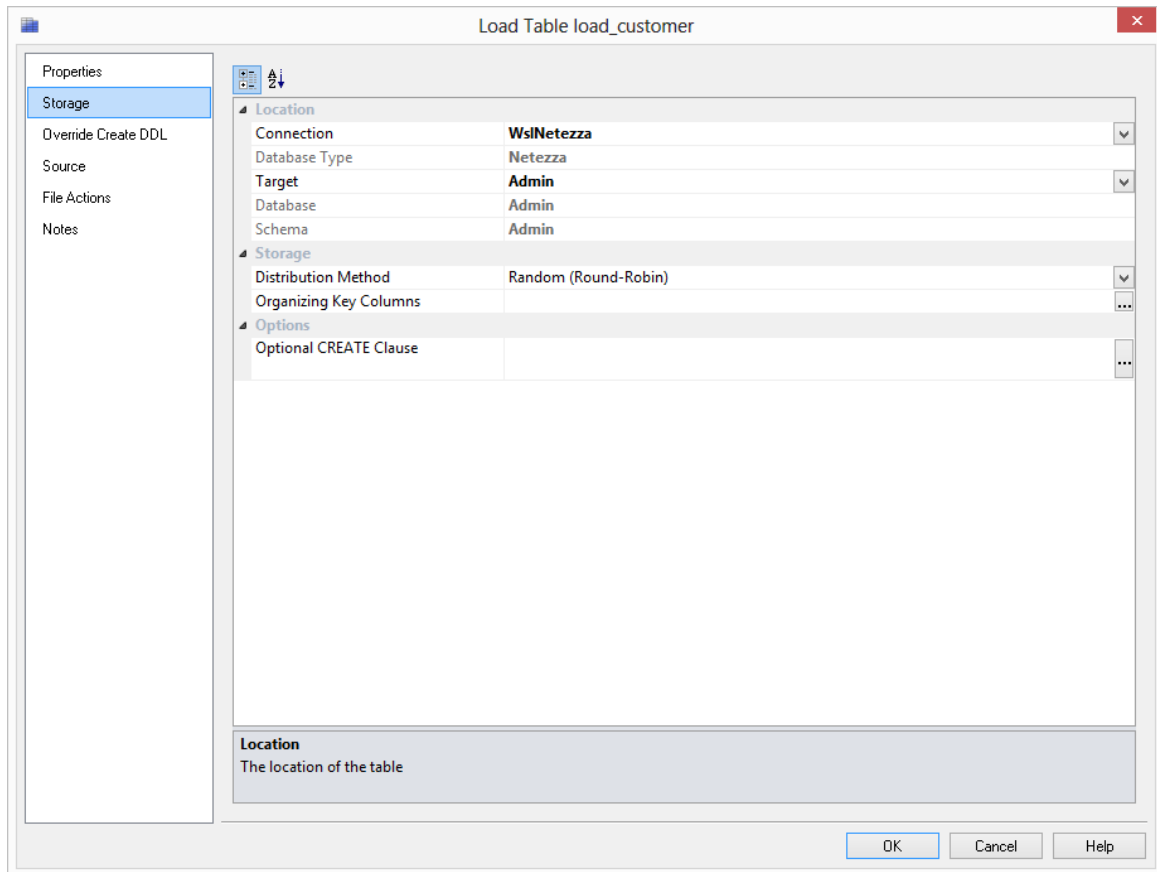 Load Table load_customer
Properties
Storage
Override Create DDL
Source
File Actions
Notes
Location
Connection WslNetezza
Database Type Netezza
Target Admin
Database Admin
Schema Admin
Storage
Distribution Method Random (Round-Robin)
Organizing Key Columns ...
Options
Optional CREATE Clause ...
Location
The location of the table
OK Cancel Help